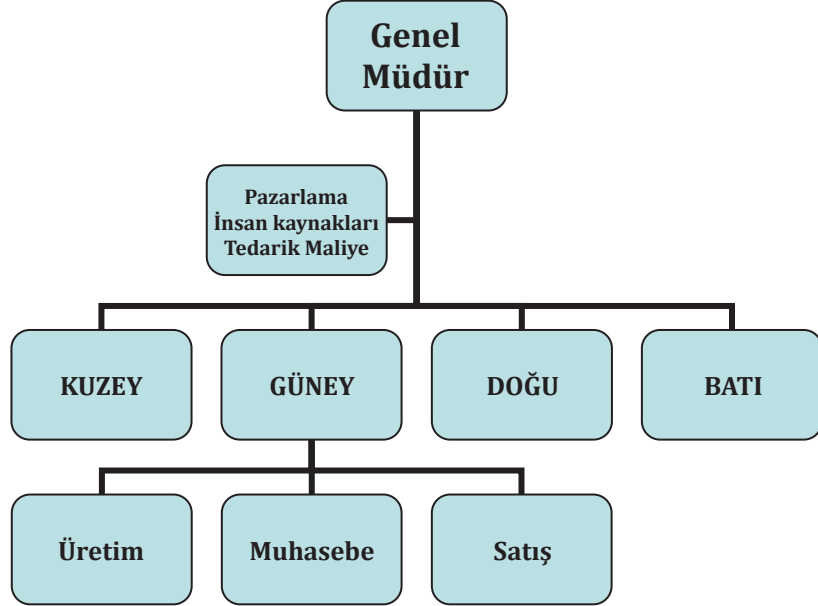 Genel
Müdür
Pazarlama
İnsan kaynakları
Tedarik Maliye
KUZEY
GÜNEY
DOĞU
BATI
Üretim
Muhasebe
Satış